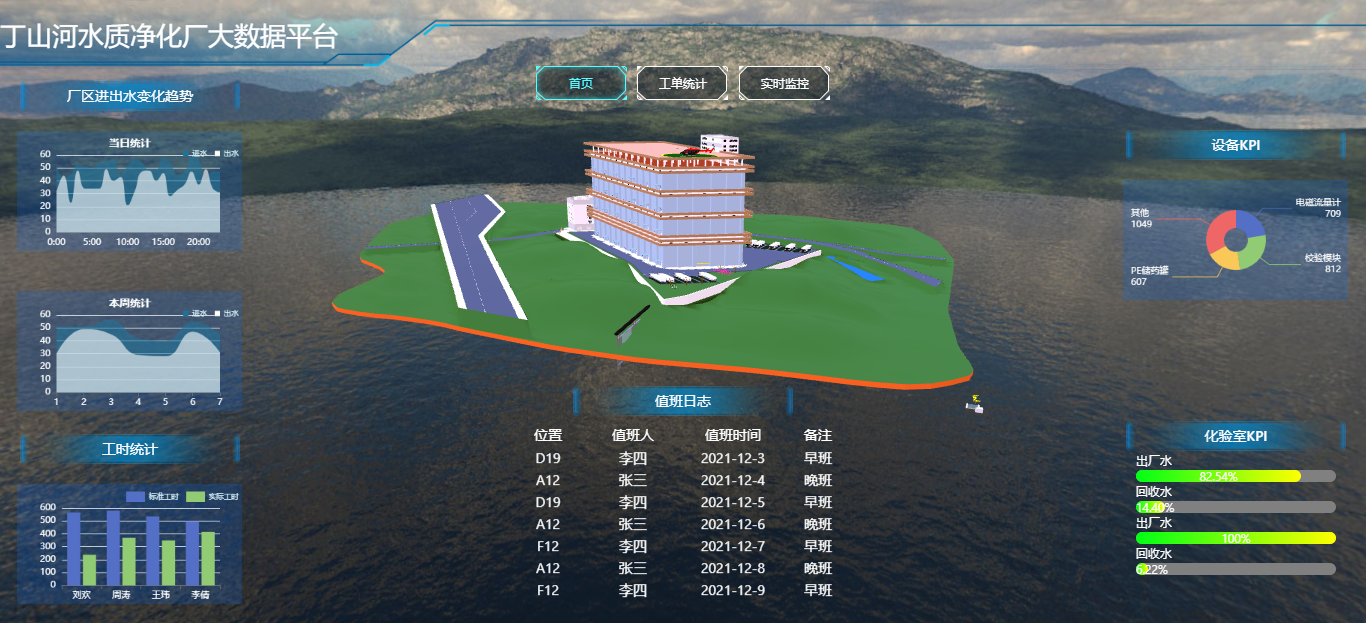 丁山河水质净化厂大数据平台
首页 工单统计 实时监控
厂区进出水变化趋势
当日统计
进水 出水
60
50
40
30
20
10
0
0:00 5:00 10:00 15:00 20:00
本周统计
进水 出水
60
50
40
30
20
10
0
1 2 3 4 5 6 7
工时统计
标准工时 实际工时
600
500
400
300
200
100
0
刘欢 周涛 王玮 李倩
值班日志
位置 值班人 值班时间 备注
D19 李四 2021-12-3 早班
A12 张三 2021-12-4 晚班
D19 李四 2021-12-5 早班
A12 张三 2021-12-6 晚班
F12 李四 2021-12-7 早班
A12 张三 2021-12-8 晚班
F12 李四 2021-12-9 早班
设备KPI
电磁流量计
709
其他
1049
校验模块
812
PE储药罐
607
化验室KPI
出厂水
82.54%
回收水
14.40%
出厂水
100%
回收水
6.22%